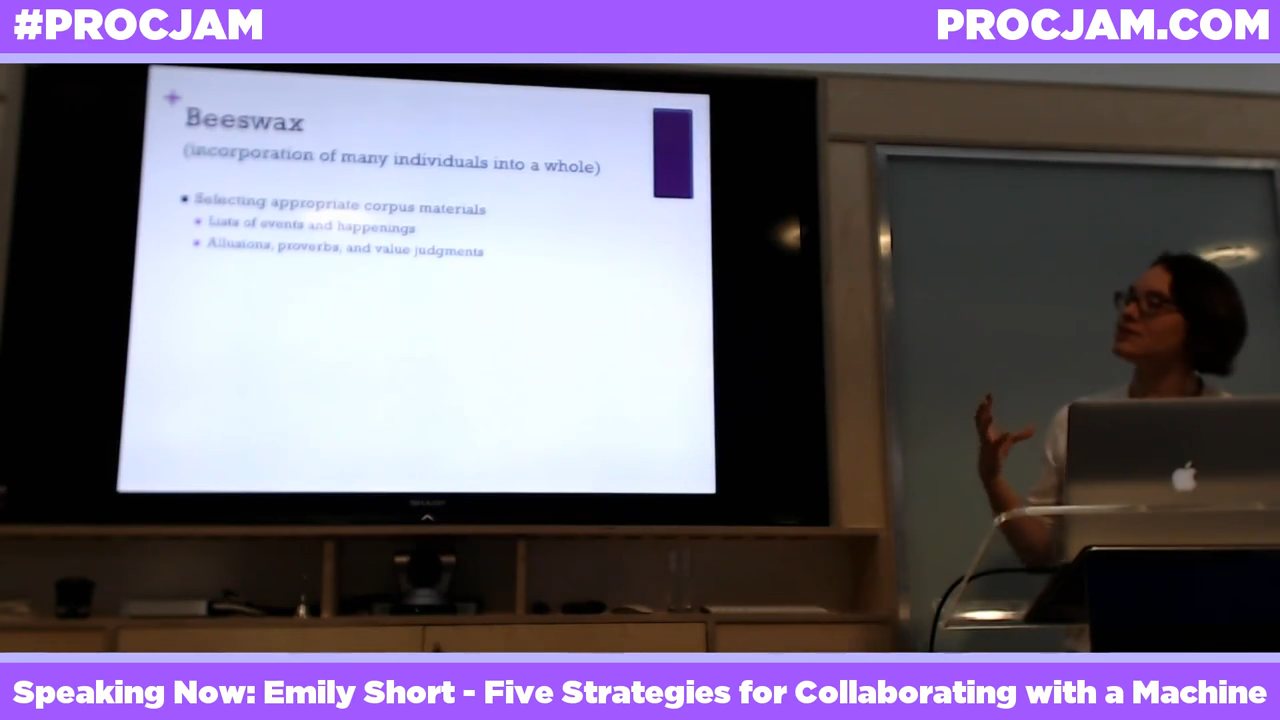 #PROCJAM
PROCJAM.COM
Beeswax
(incorporation of many individuals into a whole)
Selecting appropriate corpus materials
Lists of events and happenings
Allusions, proverbs, and value judgments
SHARP
Speaking Now: Emily Short - Five Strategies for Collaborating with a Machine